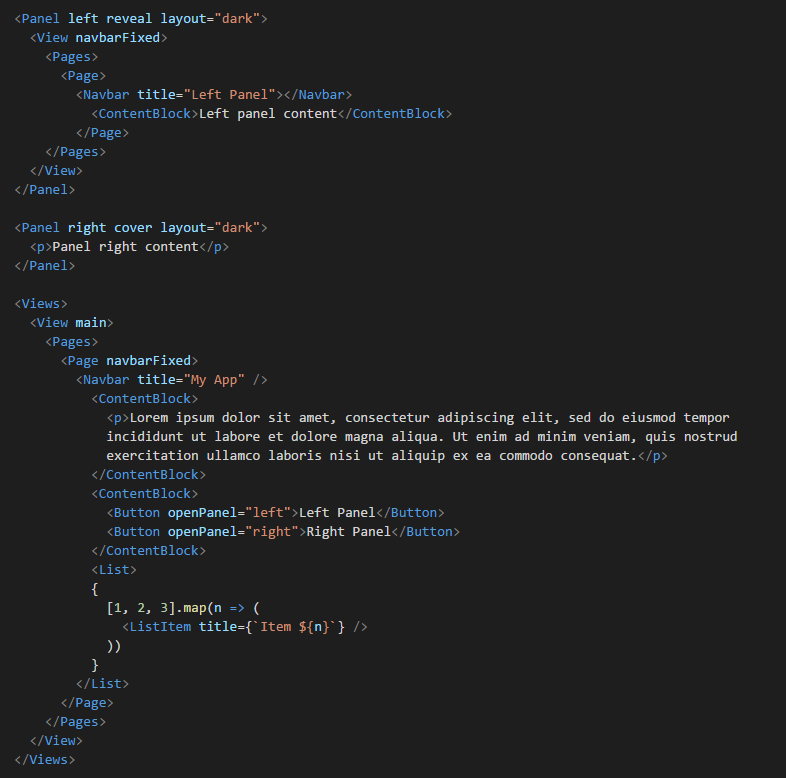 <Panel left reveal layout="dark">
  <View navbarFixed>
    <Pages>
      <Page>
        <Navbar title="Left Panel"></Navbar>
          <ContentBlock>Left panel content</ContentBlock>
        </Page>
    </Pages>
  </View>
</Panel>

<Panel right cover layout="dark">
  <p>Panel right content</p>
</Panel>

<Views>
  <View main>
    <Pages>
      <Page navbarFixed>
        <Navbar title="My App" />
          <ContentBlock>
            <p>Lorem ipsum dolor sit amet, consectetur adipiscing elit, sed do eiusmod tempor
            incididunt ut labore et dolore magna aliqua. Ut enim ad minim veniam, quis nostrud
            exercitation ullamco laboris nisi ut aliquip ex ea commodo consequat.</p>
          </ContentBlock>
          <ContentBlock>
            <Button openPanel="left">Left Panel</Button>
            <Button openPanel="right">Right Panel</Button>
          </ContentBlock>
          <List>
          {
            [1, 2, 3].map(n => (
              <ListItem title={`Item ${n}`} />
            ))
          }
        </List>
      </Page>
    </Pages>
  </View>
</Views>